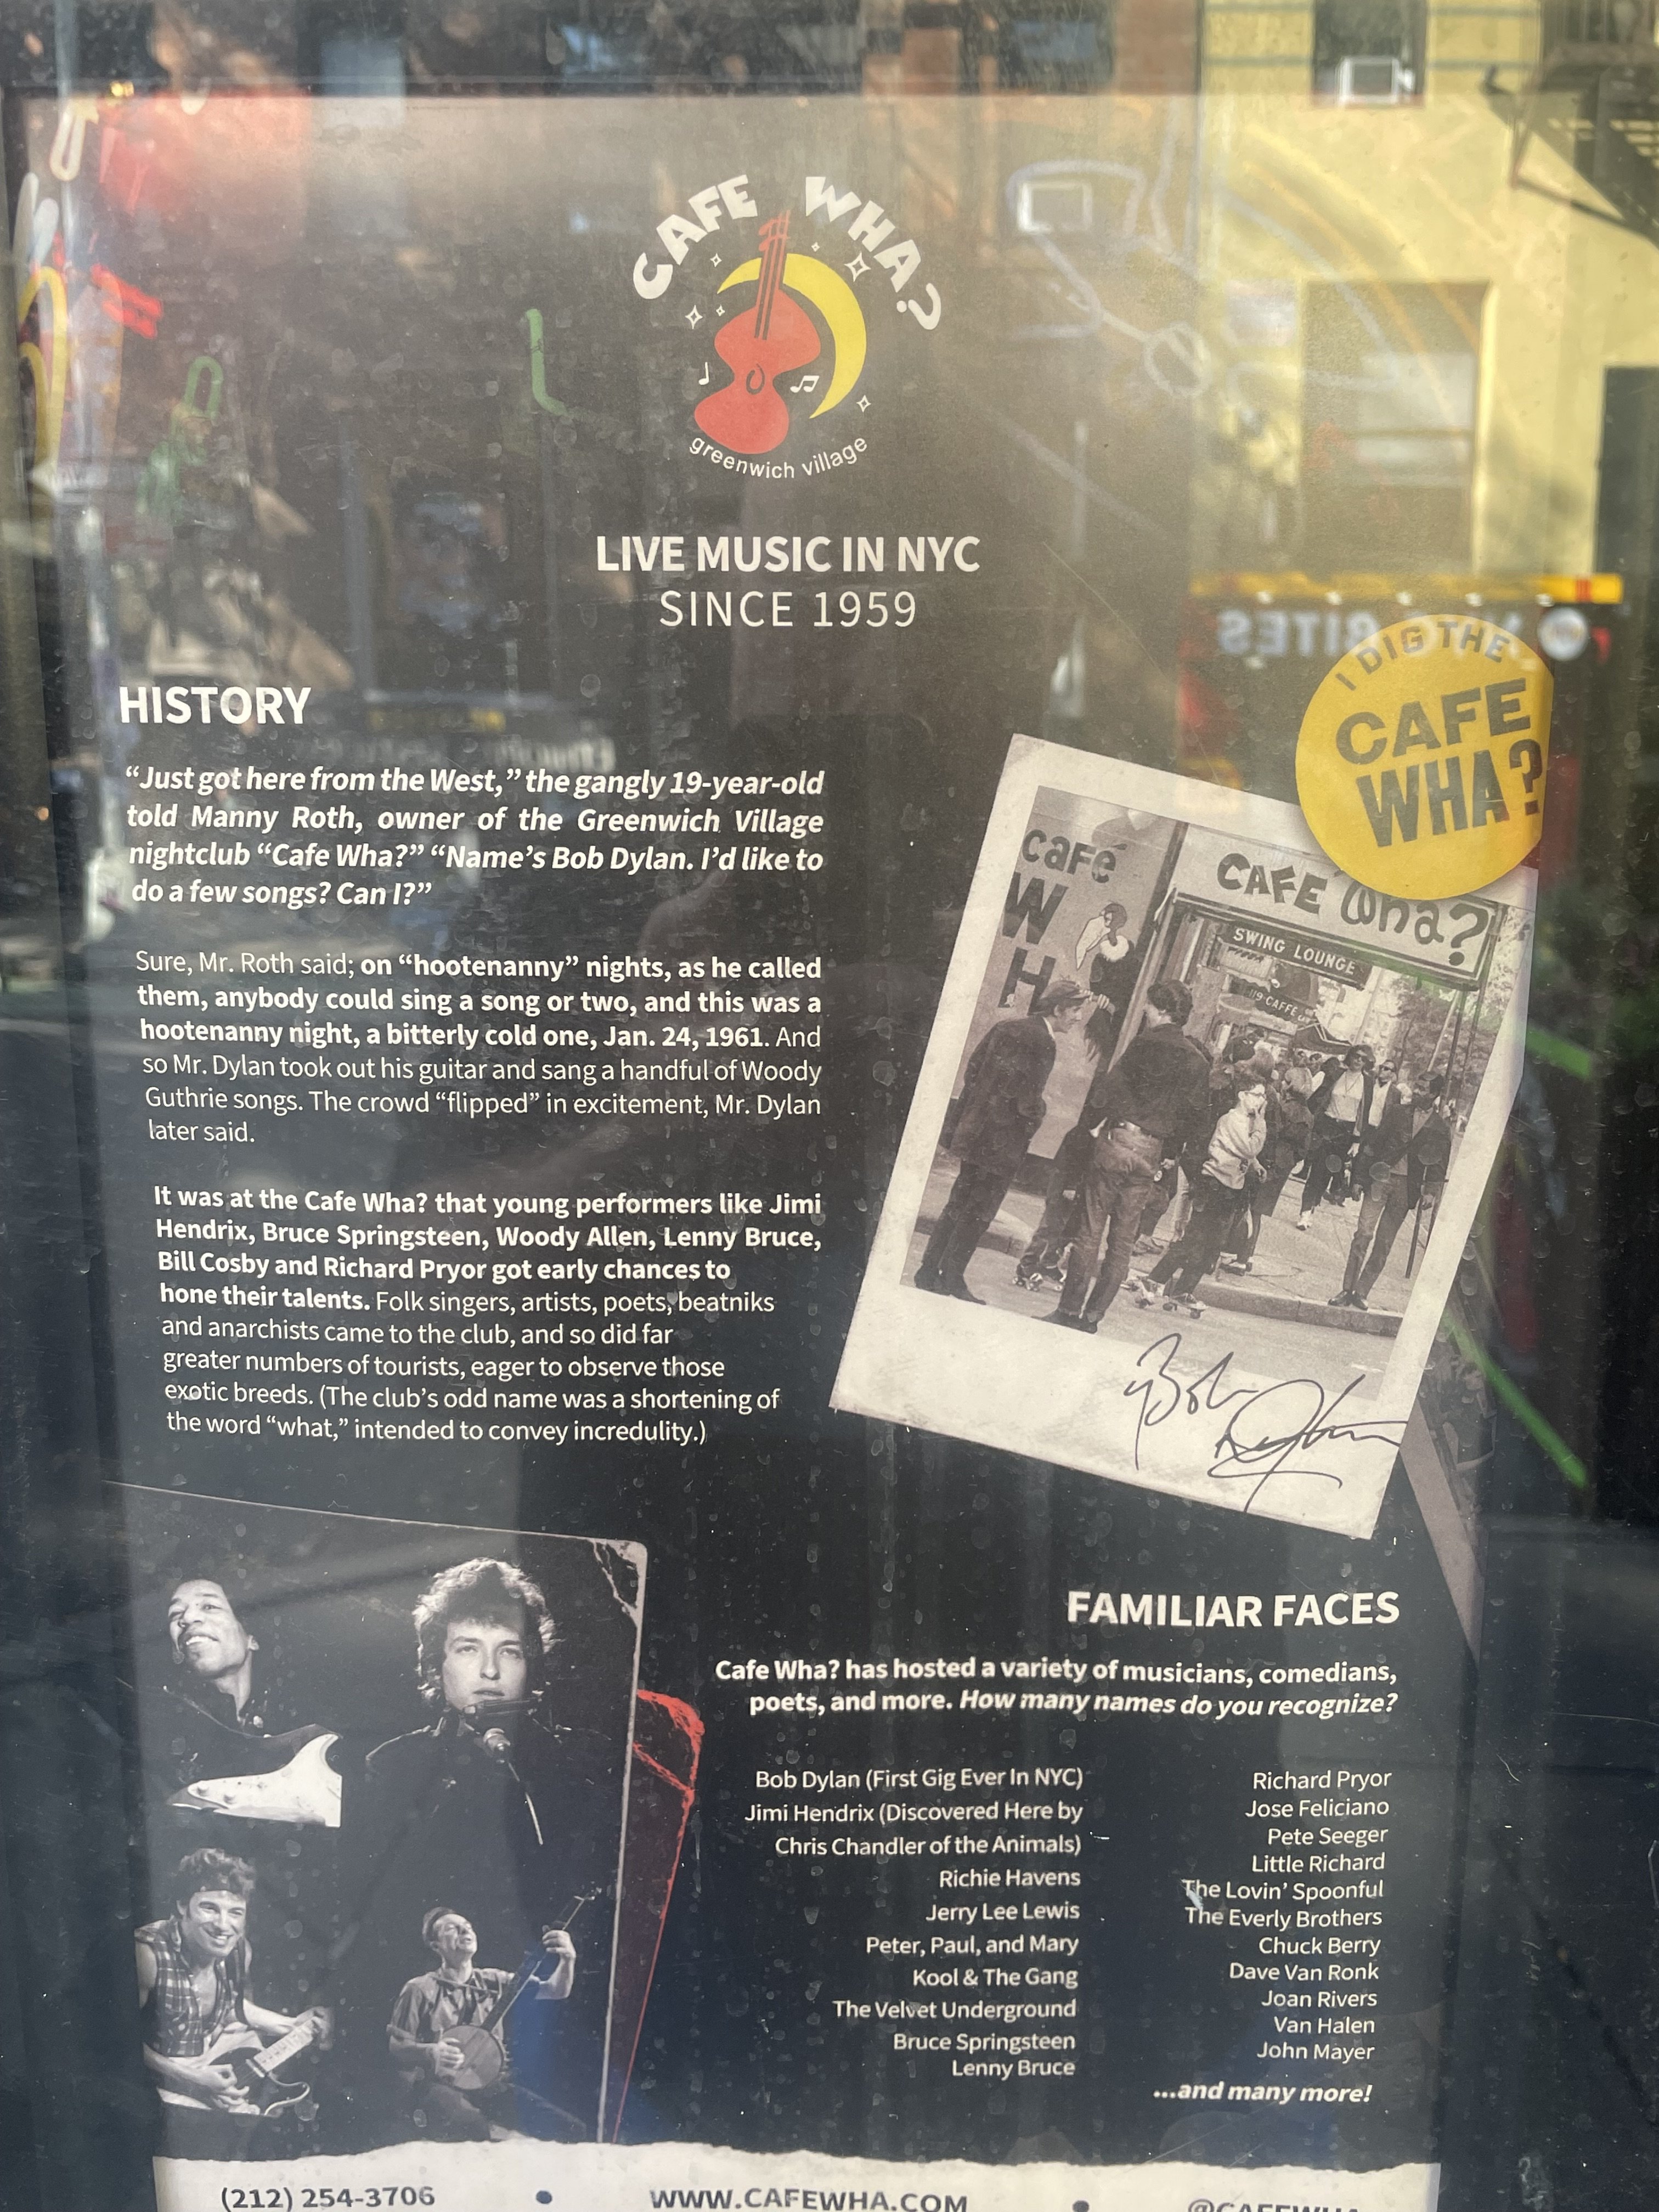 CAFE WHA?
greenwich village
LIVE MUSIC IN NYC
SINCE 1959
HISTORY
“Just got here from the West,” the gangly 19-year-old
told Manny Roth, owner of the Greenwich Village
nightclub “Cafe Wha?” “Name’s Bob Dylan. I’d like to
do a few songs? Can I?”
Sure, Mr. Roth said; on “hootenanny” nights, as he called
them, anybody could sing a song or two, and this was a
hootenanny night, a bitterly cold one, Jan. 24, 1961. And
so Mr. Dylan took out his guitar and sang a handful of Woody
Guthrie songs. The crowd “flipped” in excitement, Mr. Dylan
later said.
It was at the Cafe Wha? that young performers like Jimi
Hendrix, Bruce Springsteen, Woody Allen, Lenny Bruce,
Bill Cosby and Richard Pryor got early chances to
hone their talents. Folk singers, artists, poets, beatniks
and anarchists came to the club, and so did far
greater numbers of tourists, eager to observe those
exotic breeds. (The club’s odd name was a shortening of
the word “what,” intended to convey incredulity.)
I DIG THE
CAFE
WHA?
café
W
H
CAFE Wha?
SWING LOUNGE
Bob Dylan
FAMILIAR FACES
Cafe Wha? has hosted a variety of musicians, comedians,
poets, and more. How many names do you recognize?
Bob Dylan (First Gig Ever In NYC)
Jimi Hendrix (Discovered Here by
Chris Chandler of the Animals)
Richie Havens
Jerry Lee Lewis
Peter, Paul, and Mary
Kool & The Gang
The Velvet Underground
Bruce Springsteen
Lenny Bruce
Richard Pryor
Jose Feliciano
Pete Seeger
Little Richard
The Lovin’ Spoonful
The Everly Brothers
Chuck Berry
Dave Van Ronk
Joan Rivers
Van Halen
John Mayer
...and many more!
(212) 254-3706 • WWW.CAFEWHA.COM • @CAFEWHA